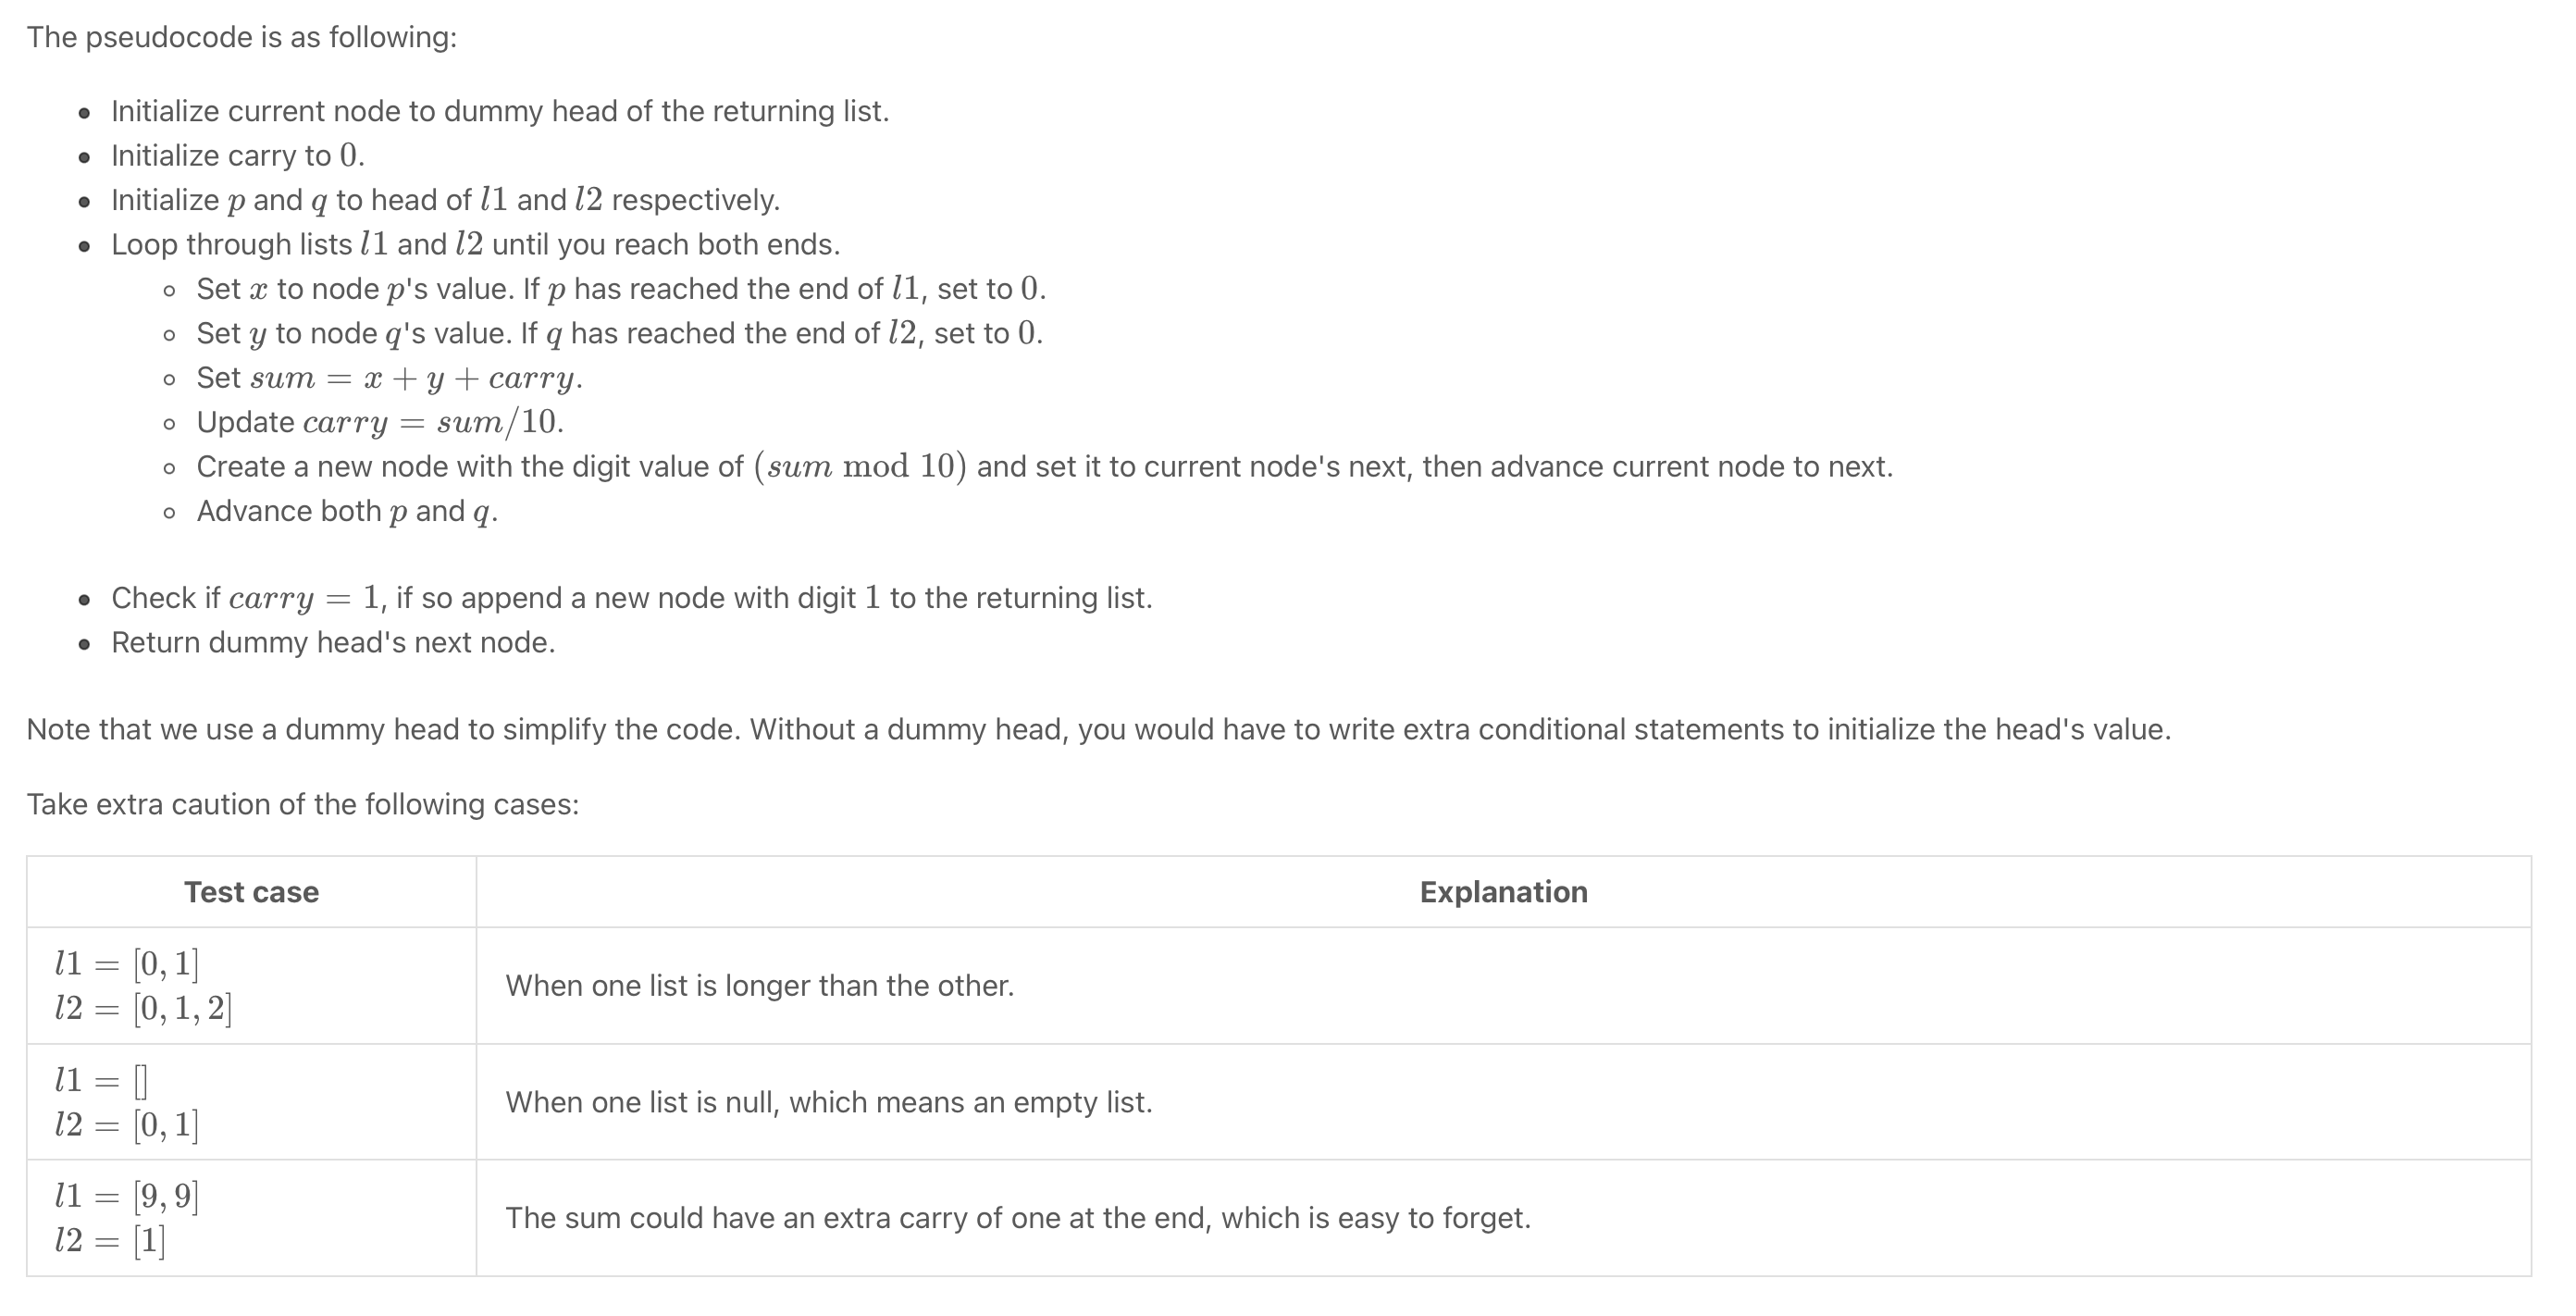 The pseudocode is as following:
• Initialize current node to dummy head of the returning list.
• Initialize carry to 0.
• Initialize p and q to head of l1 and l2 respectively.
• Loop through lists l1 and l2 until you reach both ends.
◦ Set x to node p's value. If p has reached the end of l1, set to 0.
◦ Set y to node q's value. If q has reached the end of l2, set to 0.
◦ Set sum = x + y + carry.
◦ Update carry = sum/10.
◦ Create a new node with the digit value of (sum mod 10) and set it to current node's next, then advance current node to next.
◦ Advance both p and q.
• Check if carry = 1, if so append a new node with digit 1 to the returning list.
• Return dummy head's next node.
Note that we use a dummy head to simplify the code. Without a dummy head, you would have to write extra conditional statements to initialize the head's value.
Take extra caution of the following cases:
Test case Explanation
l1 = [0, 1]
l2 = [0, 1, 2]
When one list is longer than the other.
l1 = []
l2 = [0, 1]
When one list is null, which means an empty list.
l1 = [9, 9]
l2 = [1]
The sum could have an extra carry of one at the end, which is easy to forget.